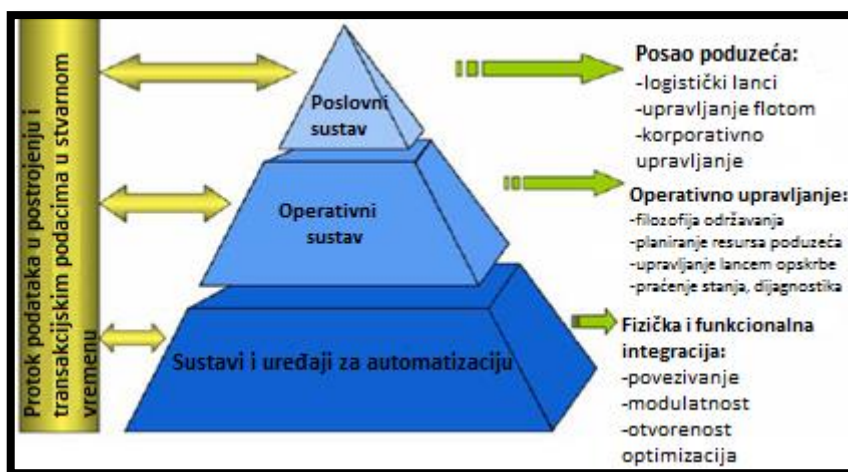 Protok podataka u postrojenju i
transakcijskim podacima u stvarnom
vremenu
Poslovni
sustav
Operativni
sustav
Sustavi i uređaji za automatizaciju
Posao poduzeća:
-logistički lanci
-upravljanje flotom
-korporativno
upravljanje
Operativno upravljanje:
-filozofija održavanja
-planiranje resursa poduzeća
-upravljanje lancem opskrbe
-praćenje stanja, dijagnostika
Fizička i funkcionalna
integracija:
-povezivanje
-modulatnost
-otvorenost
optimizacija